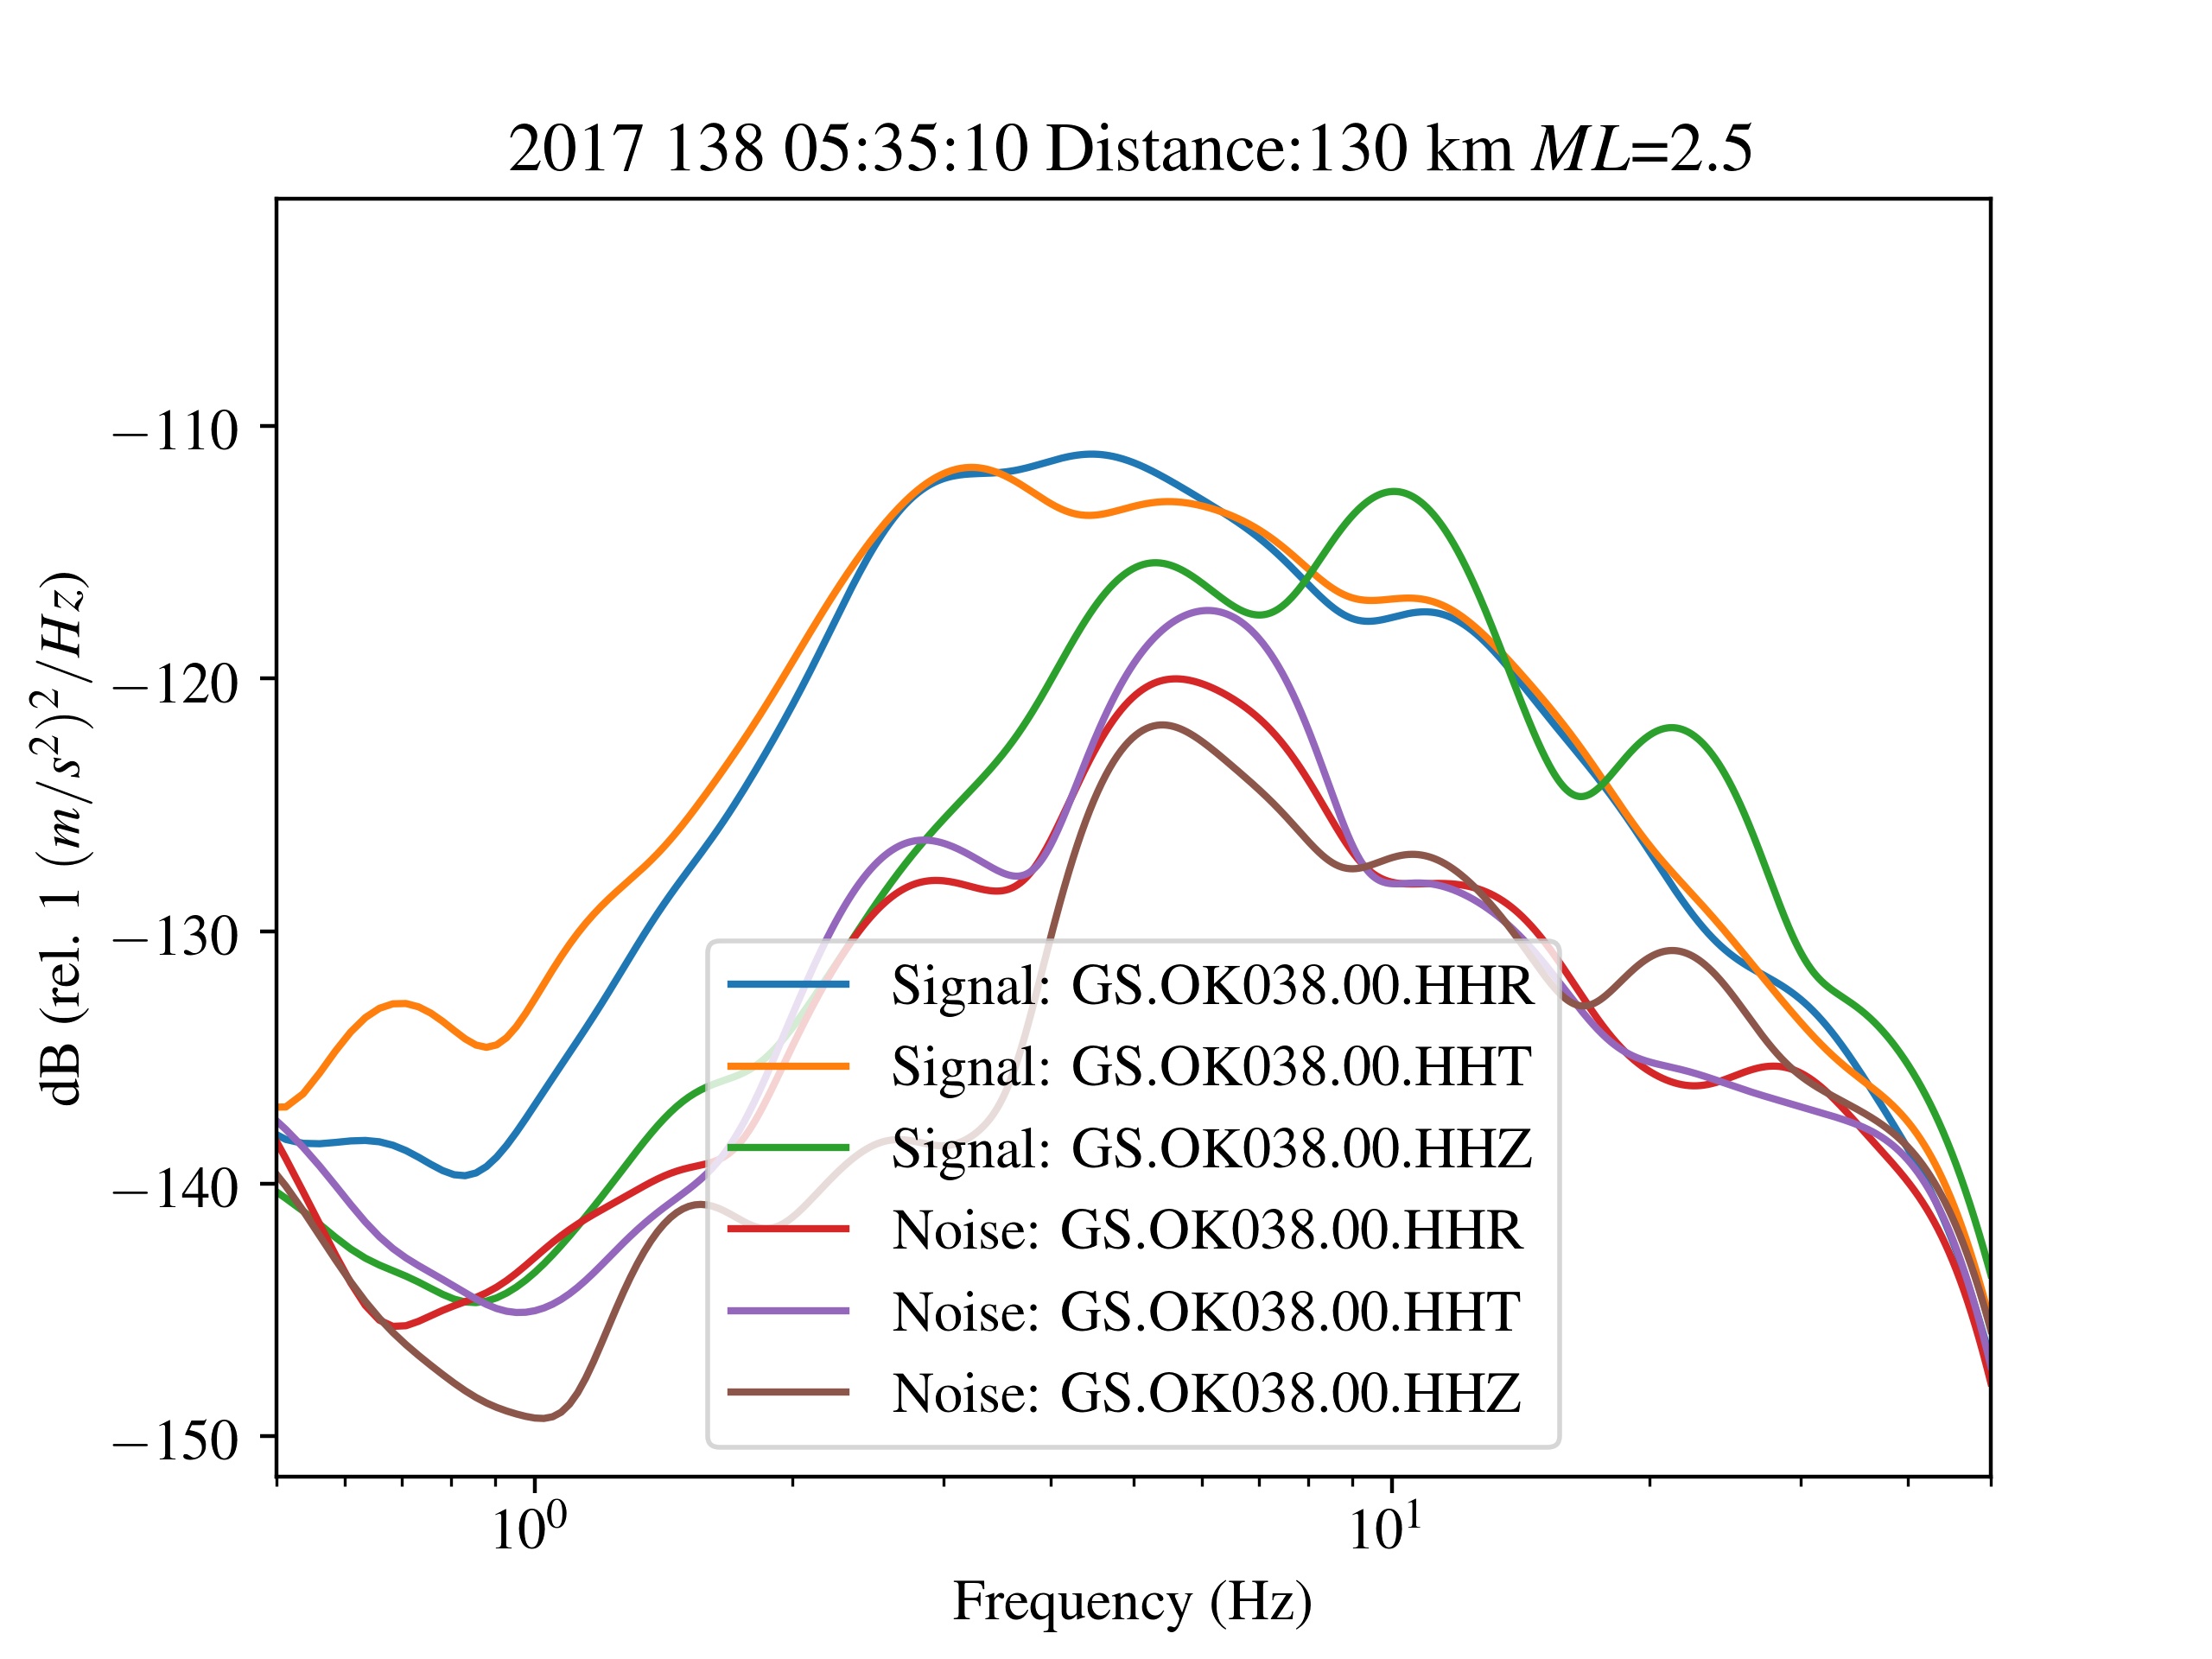 2017 138 05:35:10 Distance:130 km ML=2.5
dB (rel. 1 (m/s²)²/Hz)
−110
−120
−130
−140
−150
Signal: GS.OK038.00.HHR
Signal: GS.OK038.00.HHT
Signal: GS.OK038.00.HHZ
Noise: GS.OK038.00.HHR
Noise: GS.OK038.00.HHT
Noise: GS.OK038.00.HHZ
10⁰ 10¹
Frequency (Hz)